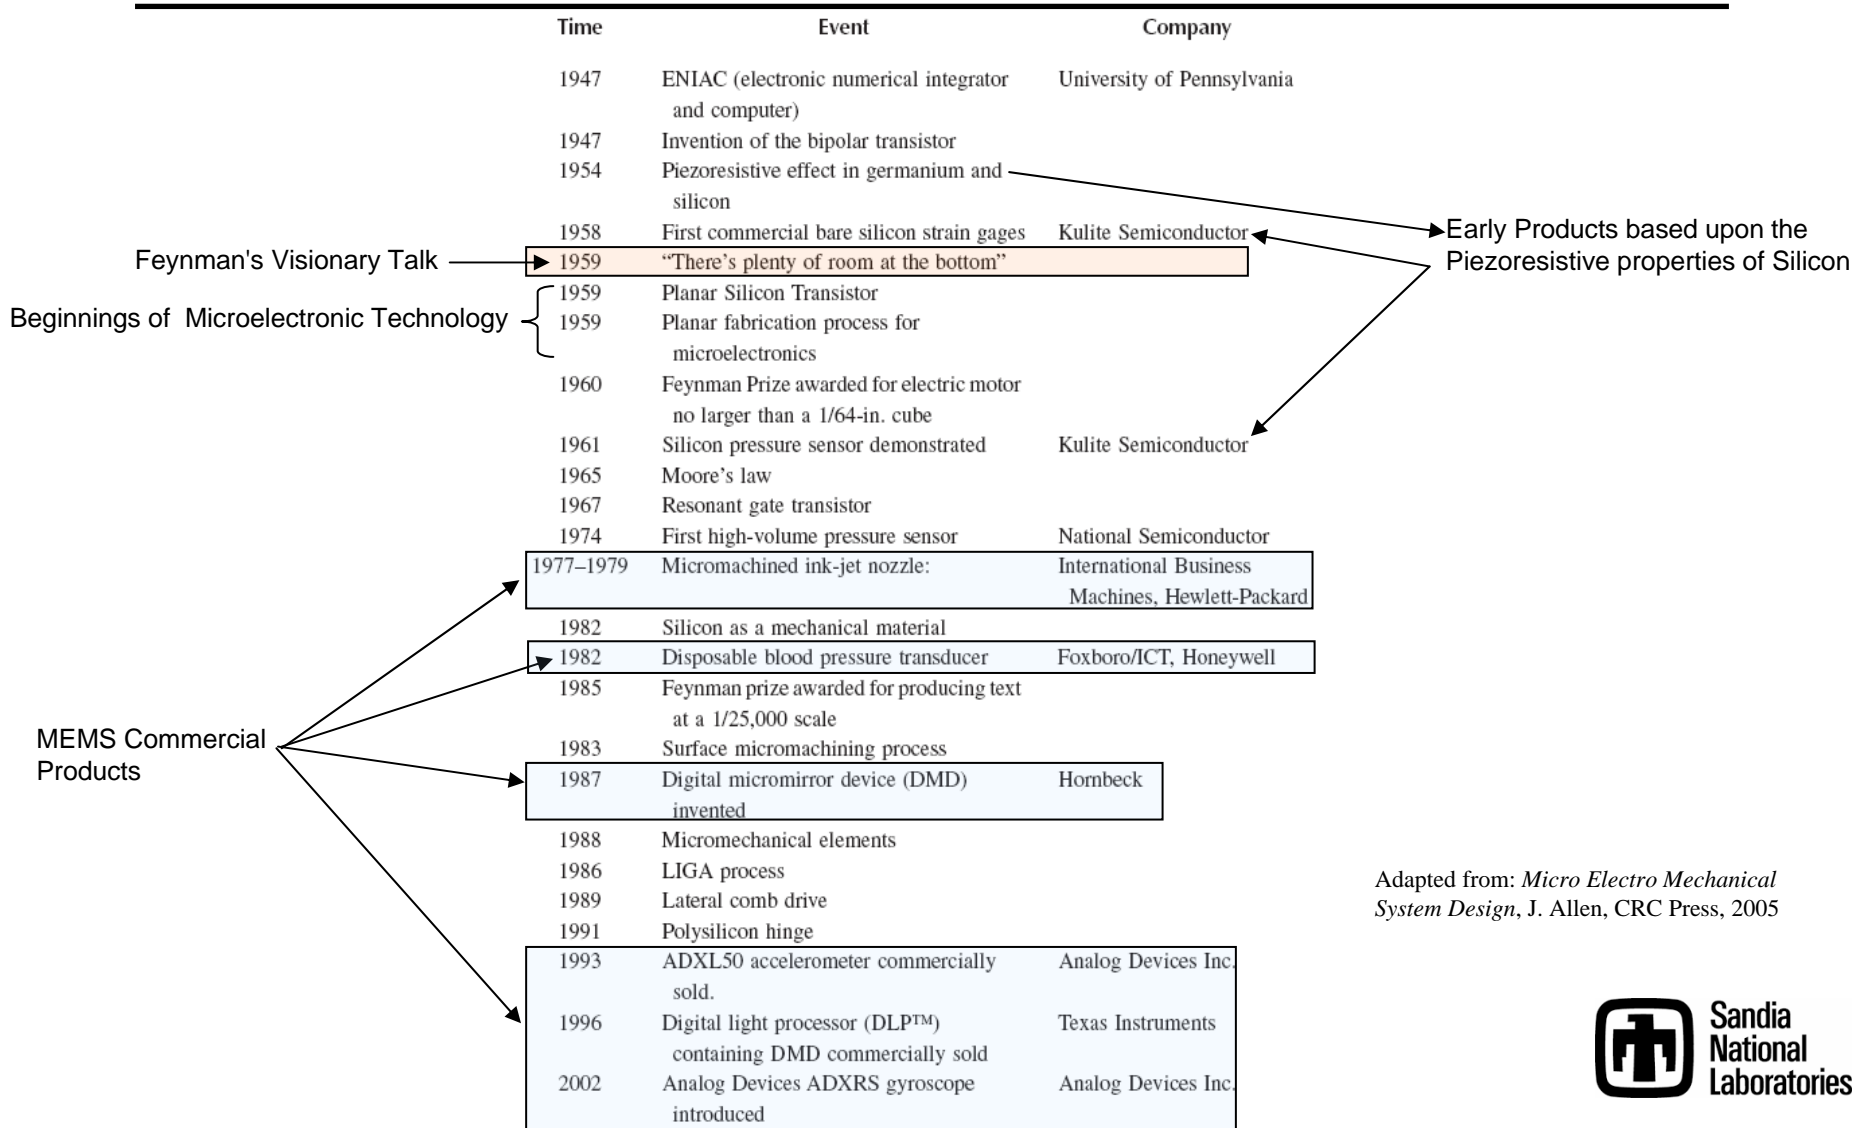 Time Event Company
1947 ENIAC (electronic numerical integrator University of Pennsylvania
and computer)
1947 Invention of the bipolar transistor
1954 Piezoresistive effect in germanium and
silicon
1958 First commercial bare silicon strain gages Kulite Semiconductor
1959 “There’s plenty of room at the bottom”
1959 Planar Silicon Transistor
1959 Planar fabrication process for
microelectronics
1960 Feynman Prize awarded for electric motor
no larger than a 1/64-in. cube
1961 Silicon pressure sensor demonstrated Kulite Semiconductor
1965 Moore’s law
1967 Resonant gate transistor
1974 First high-volume pressure sensor National Semiconductor
1977–1979 Micromachined ink-jet nozzle: International Business
Machines, Hewlett-Packard
1982 Silicon as a mechanical material
1982 Disposable blood pressure transducer Foxboro/ICT, Honeywell
1985 Feynman prize awarded for producing text
at a 1/25,000 scale
1983 Surface micromachining process
1987 Digital micromirror device (DMD) Hornbeck
invented
1988 Micromechanical elements
1986 LIGA process
1989 Lateral comb drive
1991 Polysilicon hinge
1993 ADXL50 accelerometer commercially Analog Devices Inc.
sold.
1996 Digital light processor (DLP™) Texas Instruments
containing DMD commercially sold
2002 Analog Devices ADXRS gyroscope Analog Devices Inc.
introduced
Feynman's Visionary Talk
Beginnings of Microelectronic Technology
MEMS Commercial
Products
Early Products based upon the
Piezoresistive properties of Silicon
Adapted from: Micro Electro Mechanical
System Design, J. Allen, CRC Press, 2005
Sandia
National
Laboratories